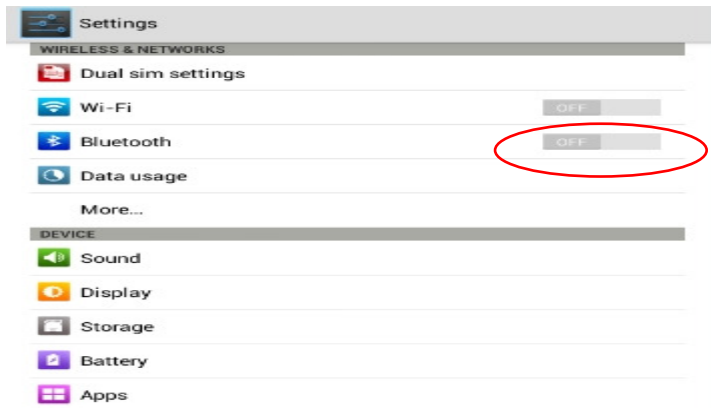 Settings
WIRELESS & NETWORKS
Dual sim settings
Wi-Fi OFF
Bluetooth OFF
Data usage
More...
DEVICE
Sound
Display
Storage
Battery
Apps